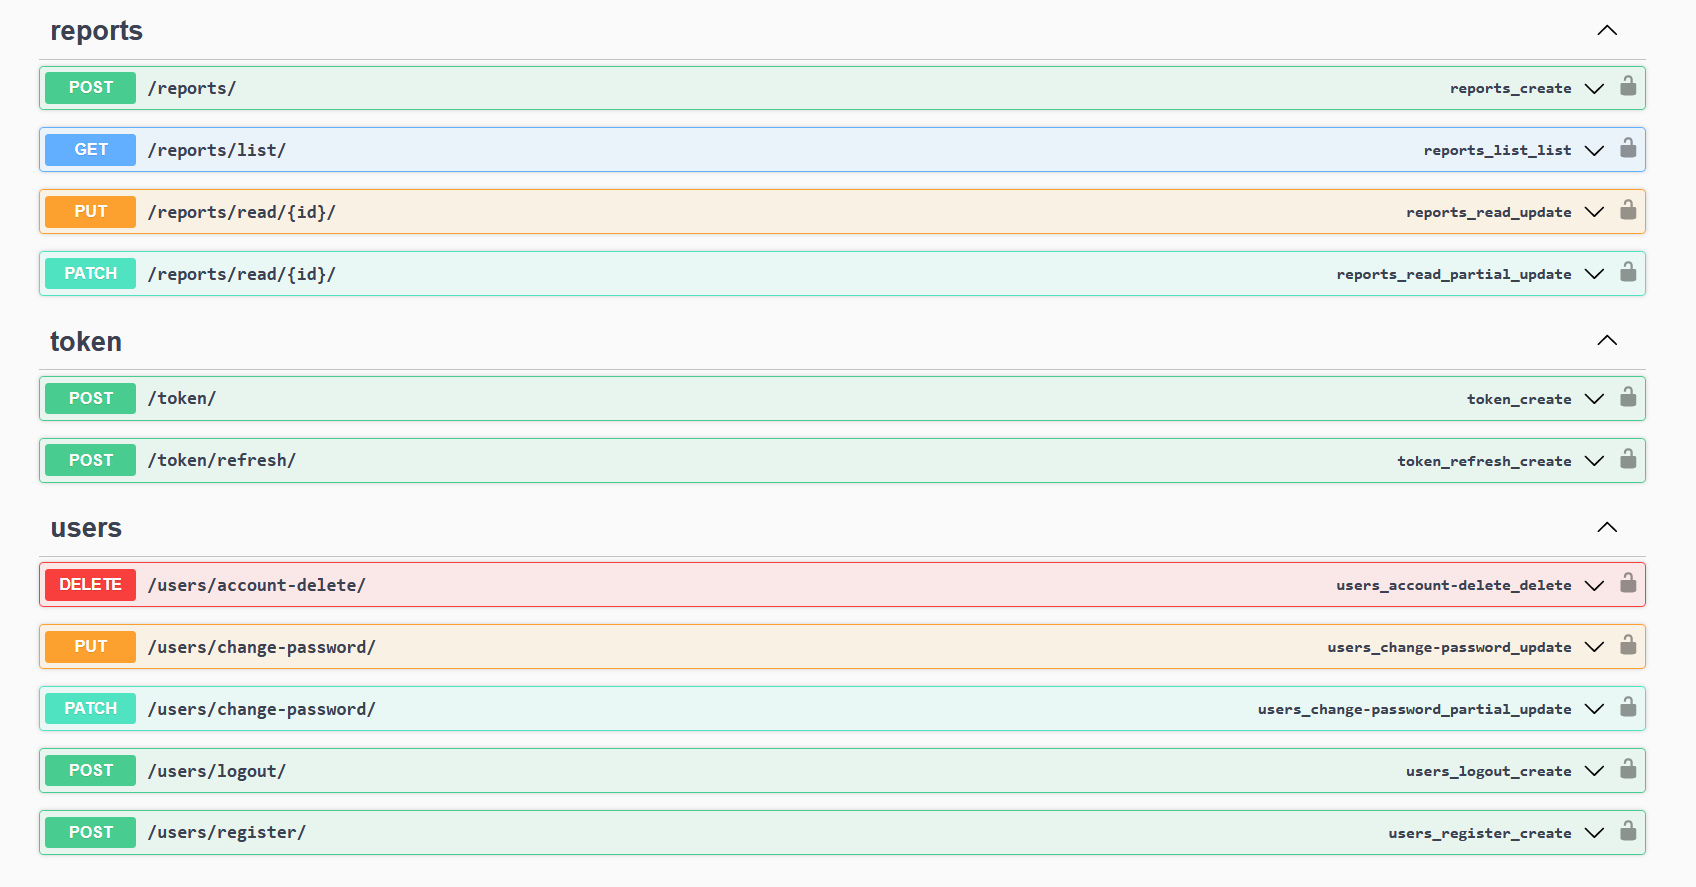 reports
POST /reports/ reports_create
GET /reports/list/ reports_list_list
PUT /reports/read/{id}/ reports_read_update
PATCH /reports/read/{id}/ reports_read_partial_update
token
POST /token/ token_create
POST /token/refresh/ token_refresh_create
users
DELETE /users/account-delete/ users_account-delete_delete
PUT /users/change-password/ users_change-password_update
PATCH /users/change-password/ users_change-password_partial_update
POST /users/logout/ users_logout_create
POST /users/register/ users_register_create